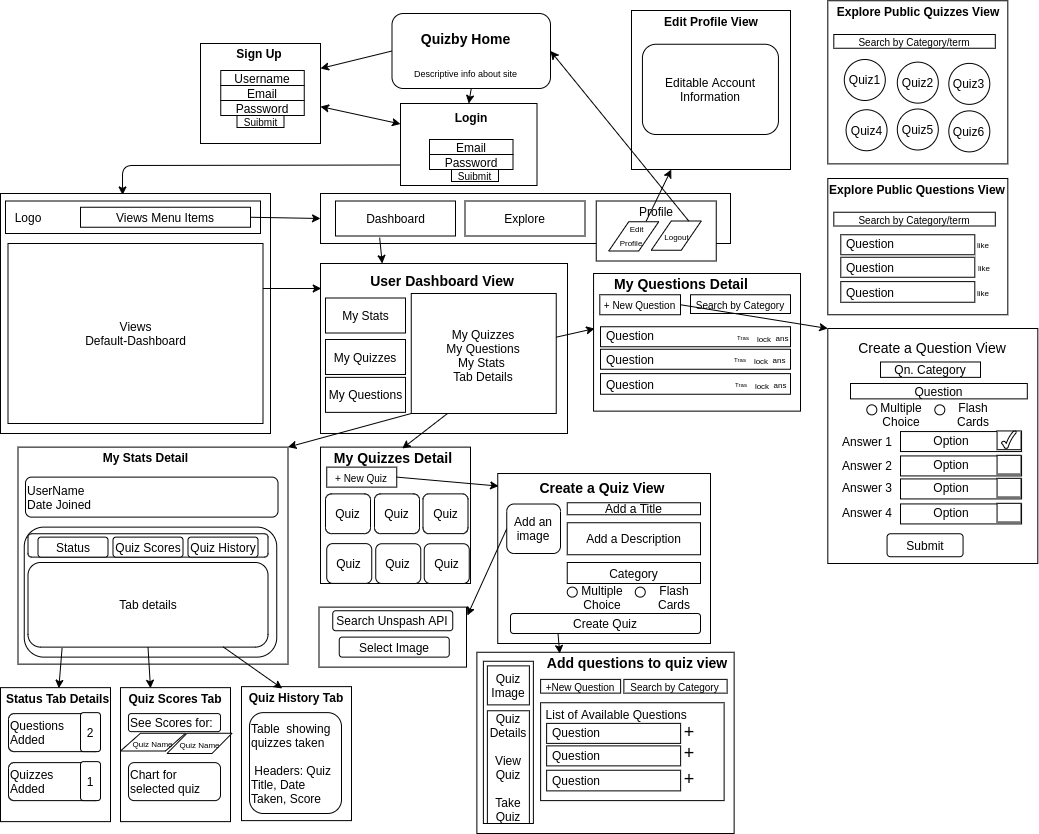 Quizby Home
Descriptive info about site
Sign Up
Username
Email
Password
Suibmit
Login
Email
Password
Suibmit
Edit Profile View
Editable Account
Information
Explore Public Quizzes View
Search by Category/term
Quiz1
Quiz2
Quiz3
Quiz4
Quiz5
Quiz6
Explore Public Questions View
Search by Category/term
Question
like
Question
like
Question
like
Logo
Views Menu Items
Views
Default-Dashboard
Dashboard
Explore
Profile
Edit
Profile
Logout
User Dashboard View
My Stats
My Quizzes
My Questions
My Quizzes
My Questions
My Stats
Tab Details
My Questions Detail
+ New Question
Search by Category
Question
Tras
lock
ans
Question
Tras
lock
ans
Question
Tras
lock
ans
Create a Question View
Qn. Category
Question
Multiple
Choice
Flash
Cards
Answer 1
Option
Answer 2
Option
Answer 3
Option
Answer 4
Option
Submit
My Stats Detail
UserName
Date Joined
Status
Quiz Scores
Quiz History
Tab details
My Quizzes Detail
+ New Quiz
Quiz
Quiz
Quiz
Quiz
Quiz
Quiz
Create a Quiz View
Add an
image
Add a Title
Add a Description
Category
Multiple
Choice
Flash
Cards
Create Quiz
Search Unspash API
Select Image
Status Tab Details
Questions
Added
2
Quizzes
Added
1
Quiz Scores Tab
See Scores for:
Quiz Name
Quiz Name
Chart for
selected quiz
Quiz History Tab
Table showing
quizzes taken
Headers: Quiz
Title, Date
Taken, Score
Add questions to quiz view
Quiz
Image
Quiz
Details
View
Quiz
Take
Quiz
+New Question
Search by Category
List of Available Questions
Question
+
Question
+
Question
+